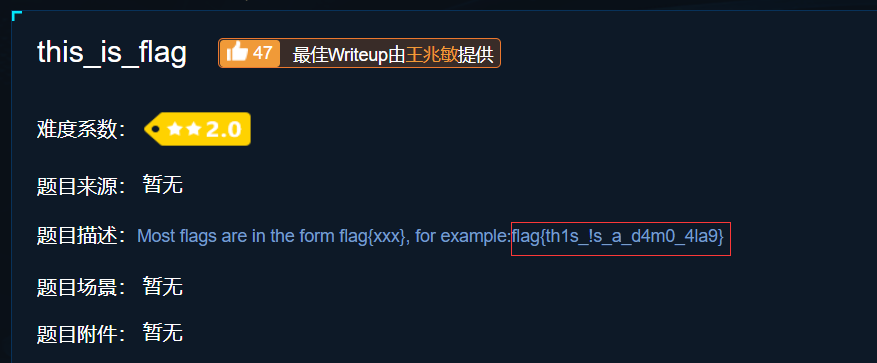 this_is_flag 47 最佳Writeup由王兆敏提供
难度系数： 2.0
题目来源： 暂无
题目描述：Most flags are in the form flag{xxx}, for example:flag{th1s_!s_a_d4m0_4la9}
题目场景： 暂无
题目附件： 暂无